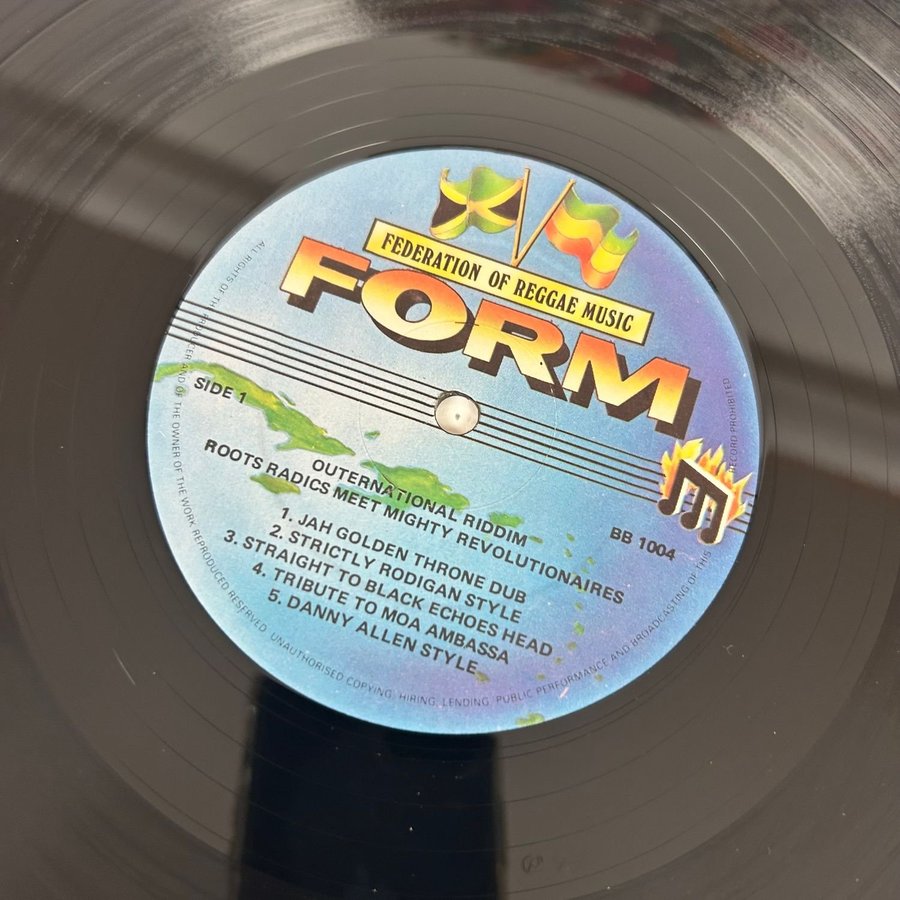 FEDERATION OF REGGAE MUSIC
FORM
SIDE 1
OUTERNATIONAL RIDDIM
ROOTS RADICS MEET MIGHTY REVOLUTIONAIRES
BB 1004
1. JAH GOLDEN THRONE DUB
2. STRICTLY RODIGAN STYLE
3. STRAIGHT TO BLACK ECHOES HEAD
4. TRIBUTE TO MOA AMBASSA
5. DANNY ALLEN STYLE
ALL RIGHTS OF THE PRODUCER AND OF THE OWNER OF THE WORK REPRODUCED RESERVED. UNAUTHORISED COPYING, HIRING, LENDING, PUBLIC PERFORMANCE AND BROADCASTING OF THIS RECORD PROHIBITED